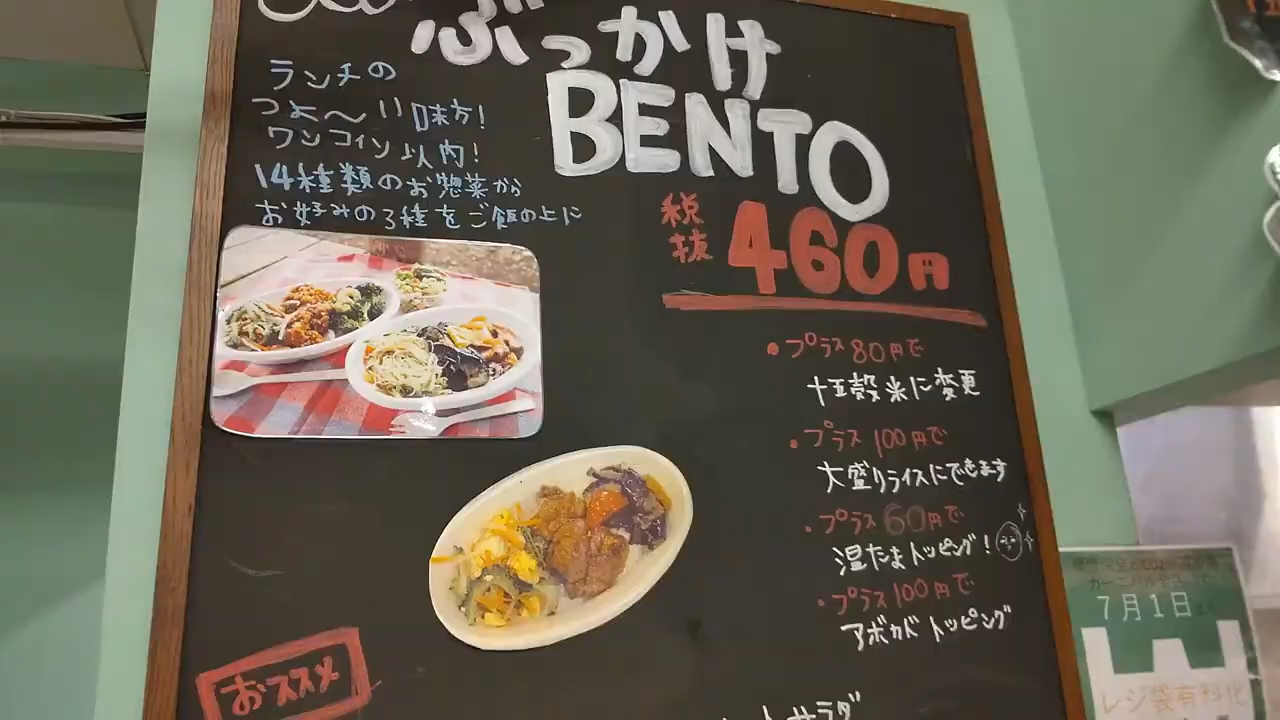 ぶっかけ
BENTO
ランチの
つよ〜い味方!
ワンコイン以内!
14種類のお惣菜から
お好みの3種をご飯の上に
税抜
460円
・プラス80円で
十五穀米に変更
・プラス100円で
大盛りライスにできます
・プラス60円で
温たまトッピング!
・プラス100円で
アボカドトッピング
おススメ
サラダ
7月1日
レジ袋有料化